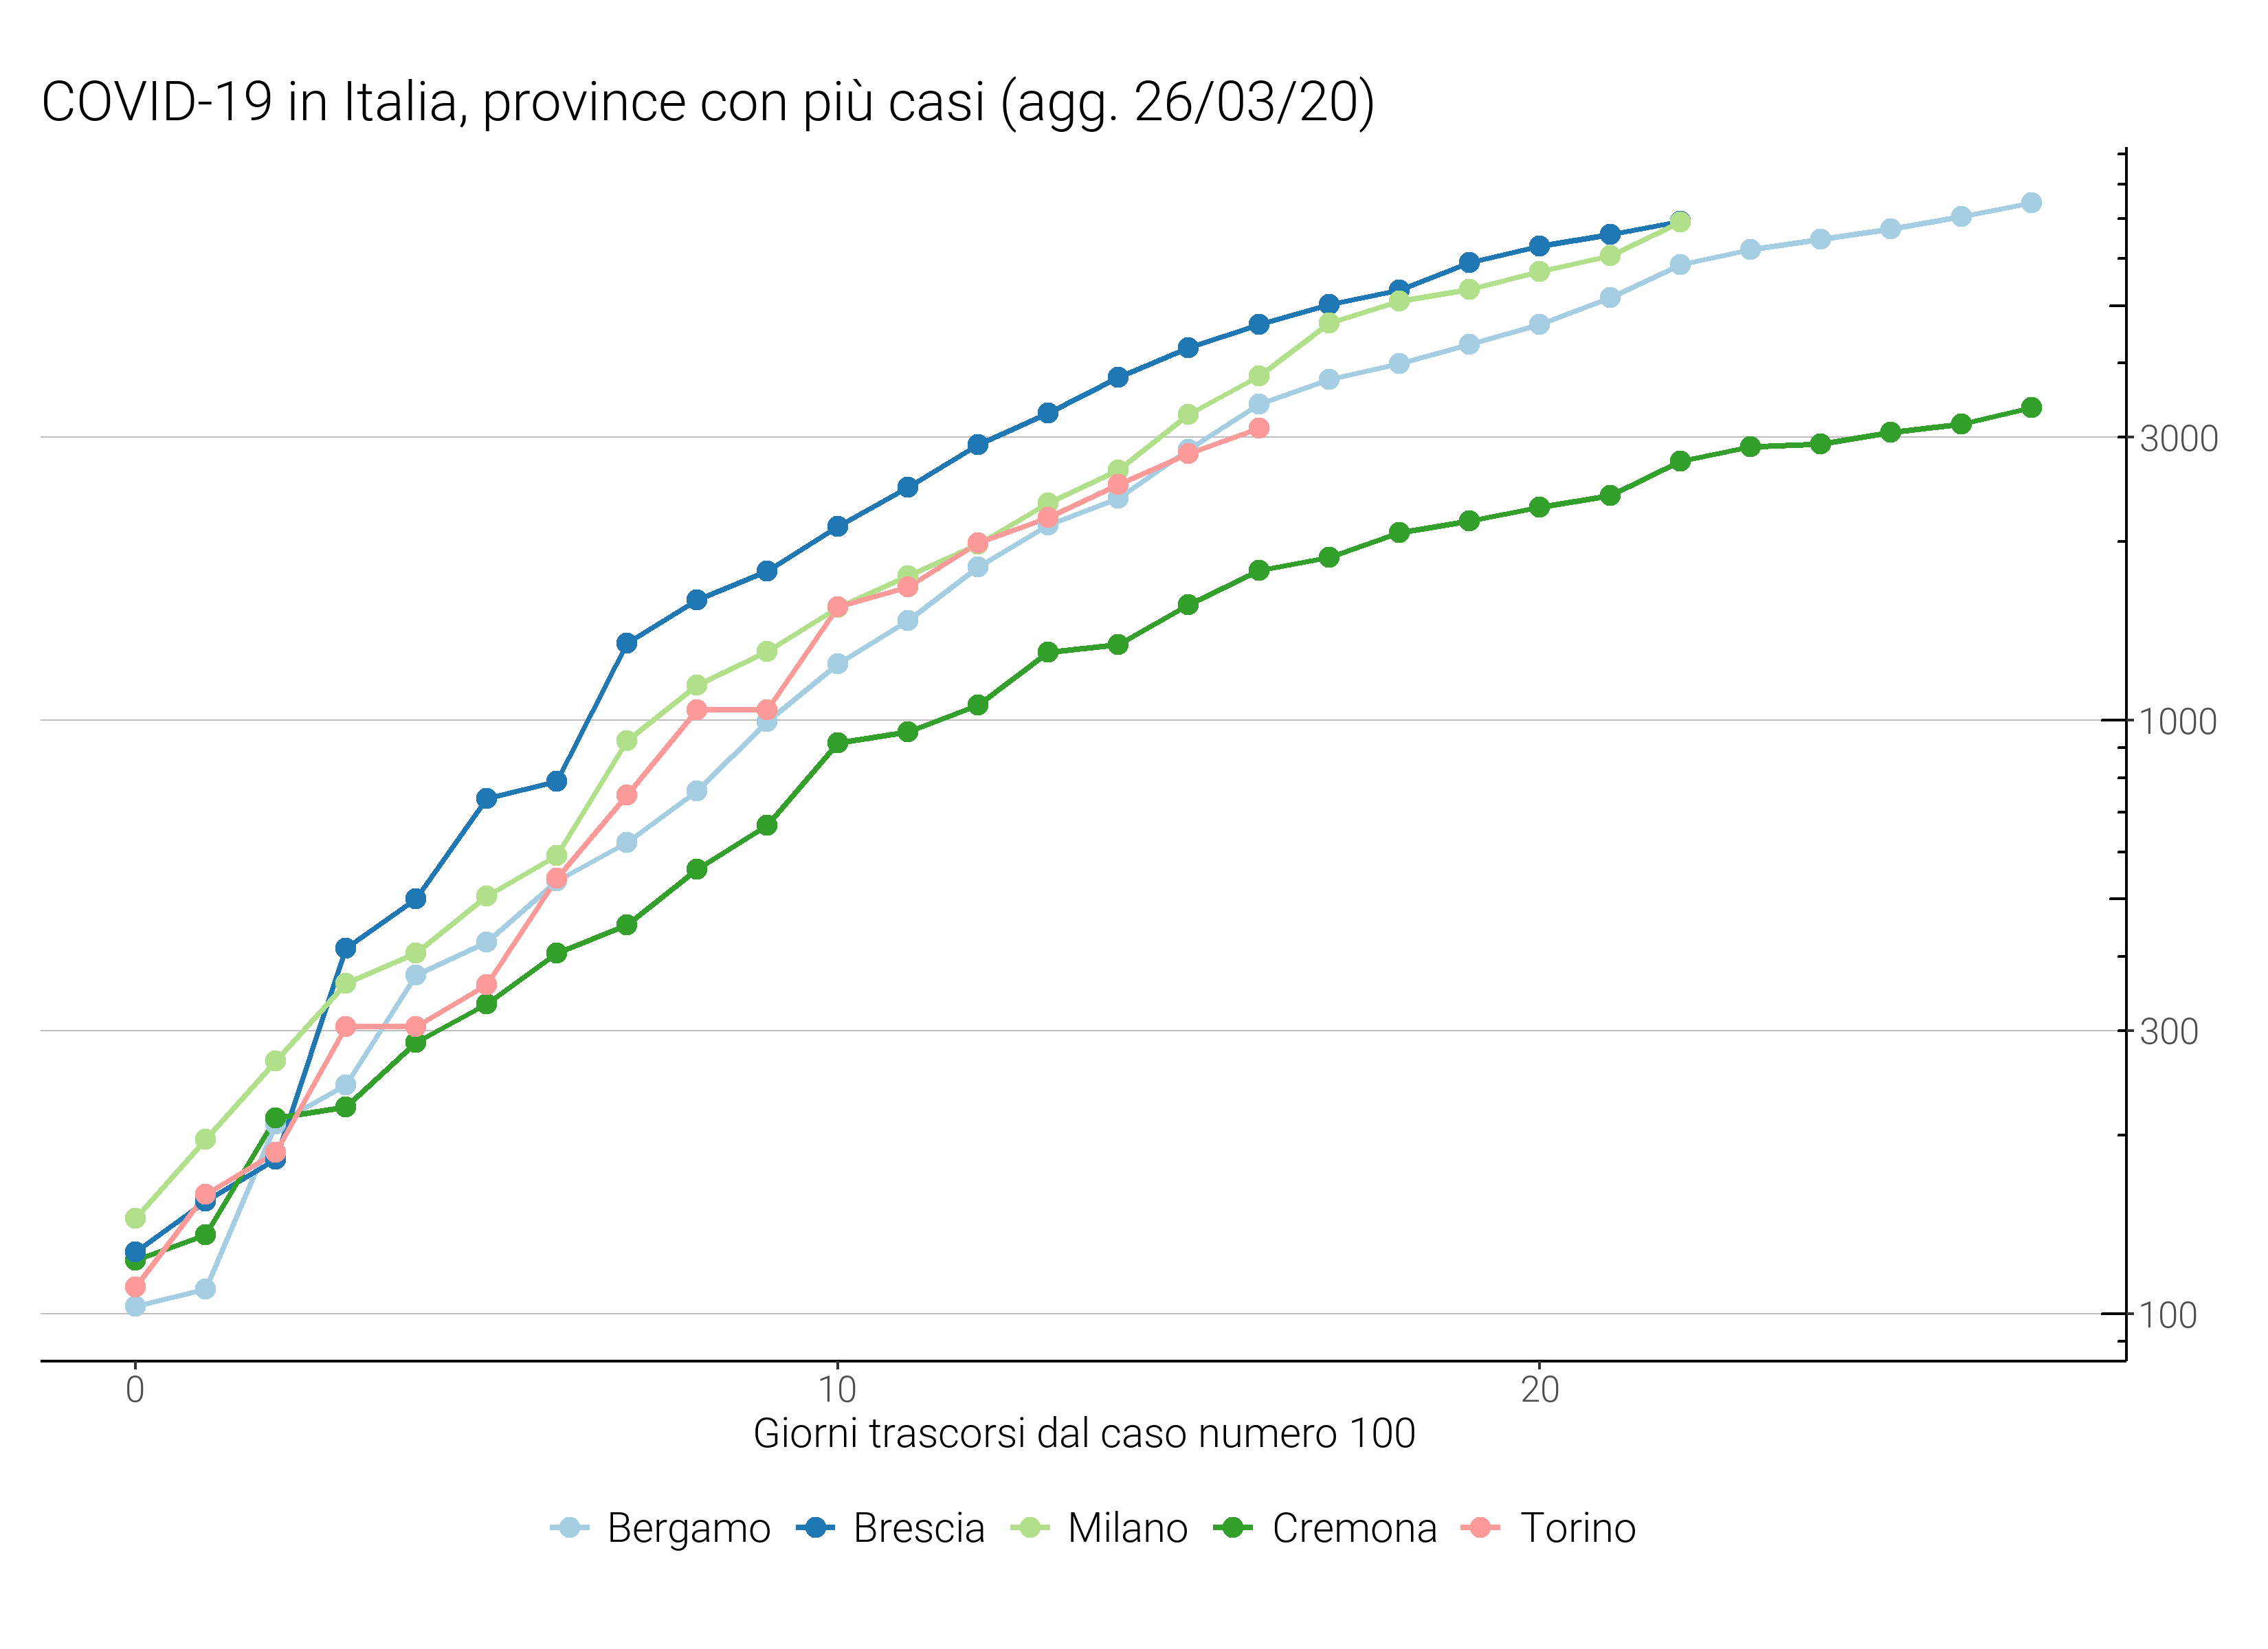 COVID-19 in Italia, province con più casi (agg. 26/03/20)
3000
1000
300
100
0 10 20
Giorni trascorsi dal caso numero 100
Bergamo Brescia Milano Cremona Torino